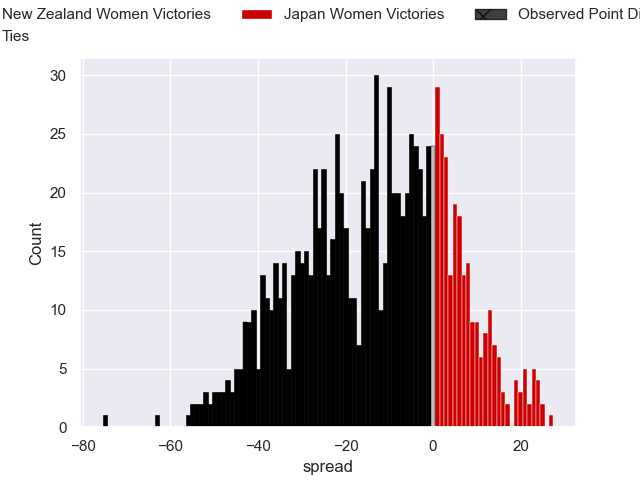 New Zealand Women Victories Japan Women Victories Observed Point Di
Ties
30
25
20
15
10
5
0
Count
−80 −60 −40 −20 0 20
spread